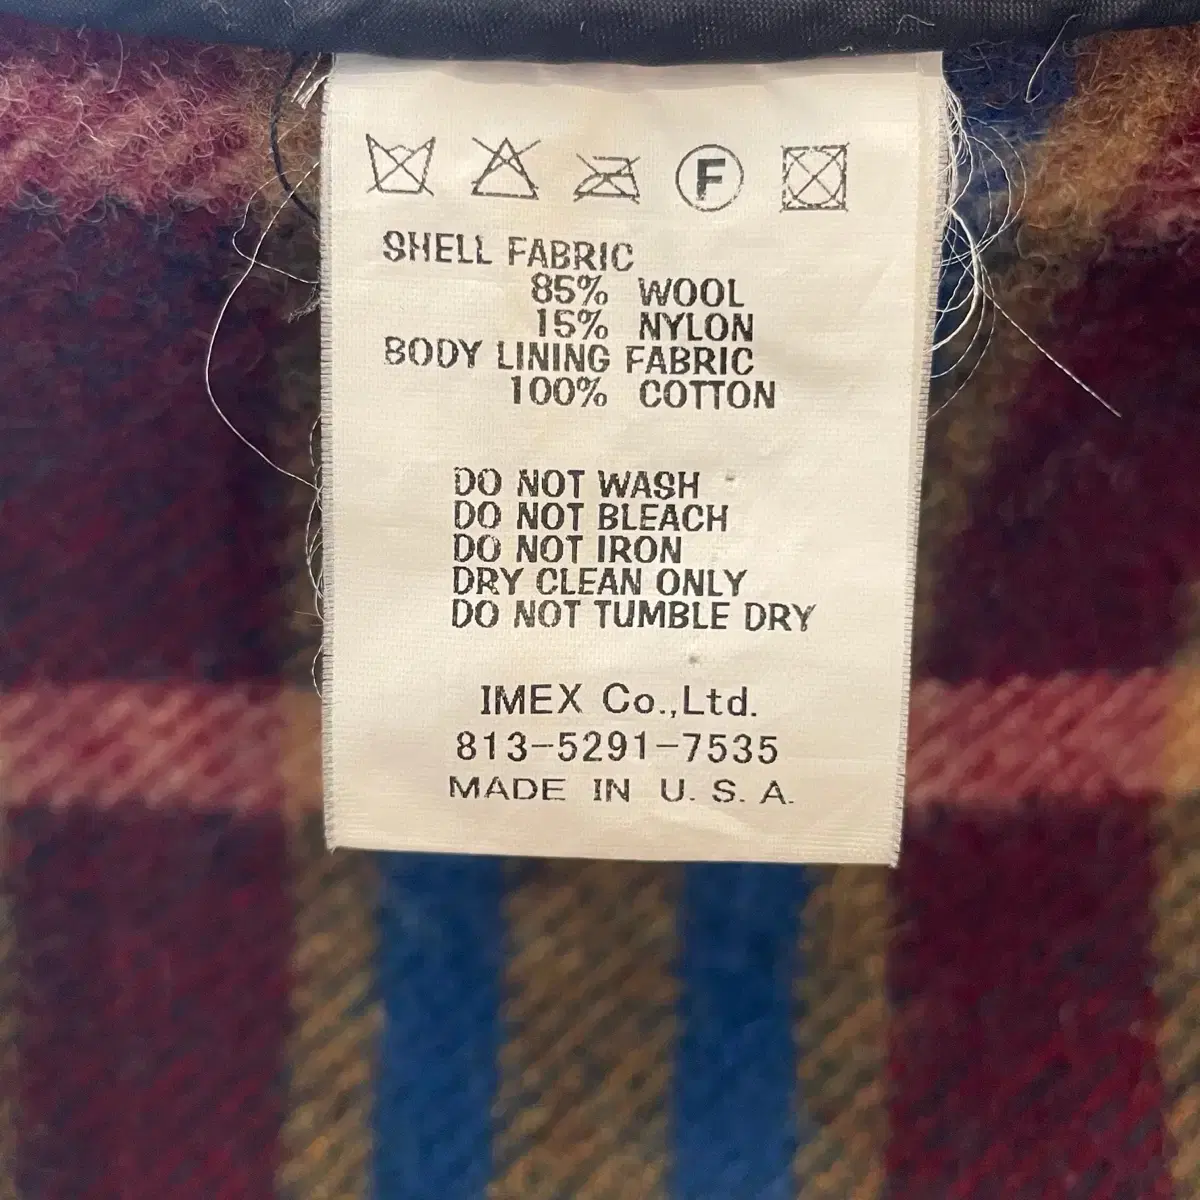 F
SHELL FABRIC
85% WOOL
15% NYLON
BODY LINING FABRIC
100% COTTON
DO NOT WASH
DO NOT BLEACH
DO NOT IRON
DRY CLEAN ONLY
DO NOT TUMBLE DRY
IMEX Co.,Ltd.
813-5291-7535
MADE IN U.S.A.